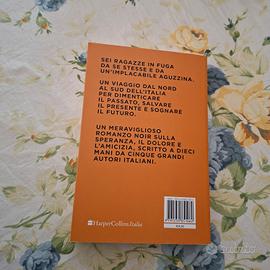 SEI RAGAZZE IN FUGA
DA SE STESSE E DA
UN'IMPLACABILE AGUZZINA.
UN VIAGGIO DAL NORD
AL SUD DELL'ITALIA
PER DIMENTICARE
IL PASSATO, SALVARE
IL PRESENTE E SOGNARE
IL FUTURO.
UN MERAVIGLIOSO
ROMANZO NOIR SULLA
SPERANZA, IL DOLORE E
L'AMICIZIA, SCRITTO A DIECI
MANI DA CINQUE GRANDI
AUTORI ITALIANI.
HarperCollins Italia